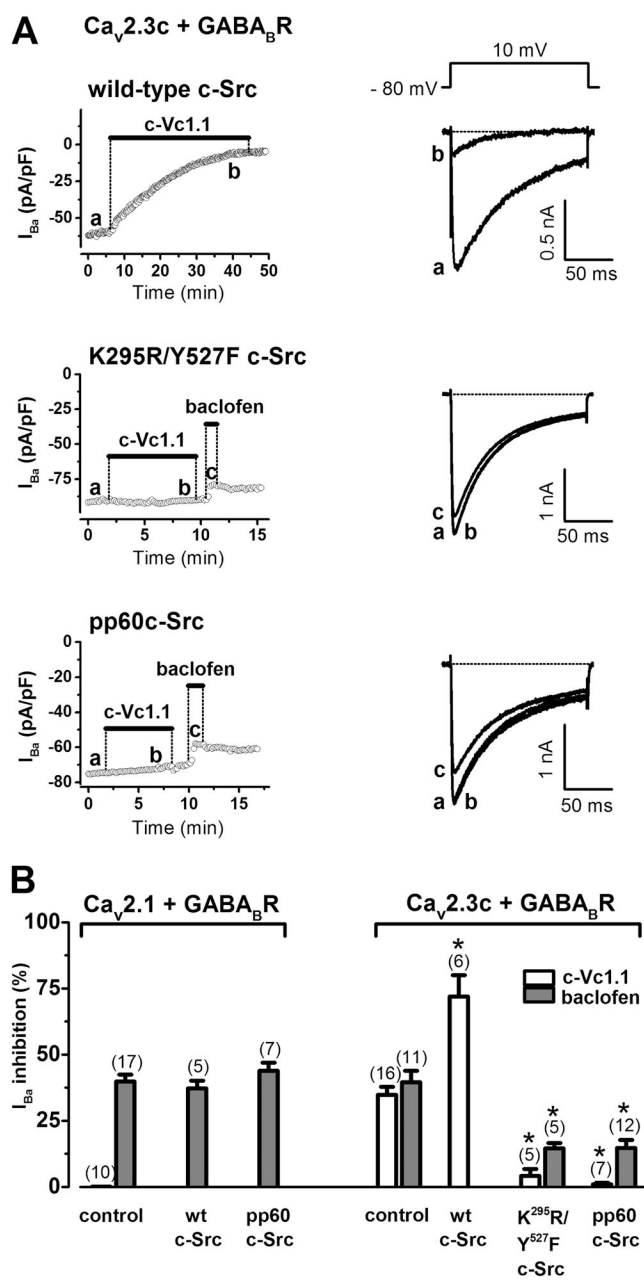 A
Cav2.3c + GABABR
wild-type c-Src
c-Vc1.1
0
-25
-50
a
b
IBa (pA/pF)
0 10 20 30 40 50
Time (min)
10 mV
- 80 mV
b
a
0.5 nA
50 ms
K295R/Y527F c-Src
0
-25
-50
-75
baclofen
c-Vc1.1
a
b
c
IBa (pA/pF)
0 5 10 15
Time (min)
c
a b
1 nA
50 ms
pp60c-Src
0
-20
-40
-60
-80
baclofen
c-Vc1.1
a
b
c
IBa (pA/pF)
0 5 10 15
Time (min)
c
a b
1 nA
50 ms
B
Cav2.1 + GABABR
Cav2.3c + GABABR
100
75
50
25
0
IBa inhibition (%)
c-Vc1.1
baclofen
(10) (17) (5) (7)
(16) (11) * (6) * (5) * (5) * (7) * (12)
control
wt c-Src
pp60 c-Src
control
wt c-Src
K295R/ Y527F c-Src
pp60 c-Src